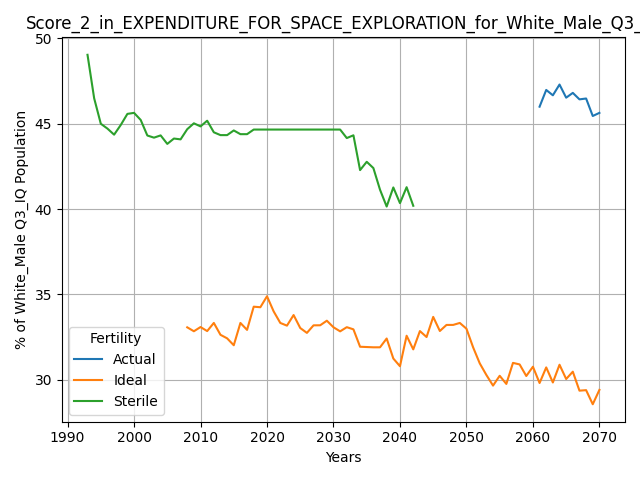 Score_2_in_EXPENDITURE_FOR_SPACE_EXPLORATION_for_White_Male_Q3_
50
45
40
35
30
% of White_Male Q3_IQ Population
Fertility
Actual
Ideal
Sterile
1990 2000 2010 2020 2030 2040 2050 2060 2070
Years